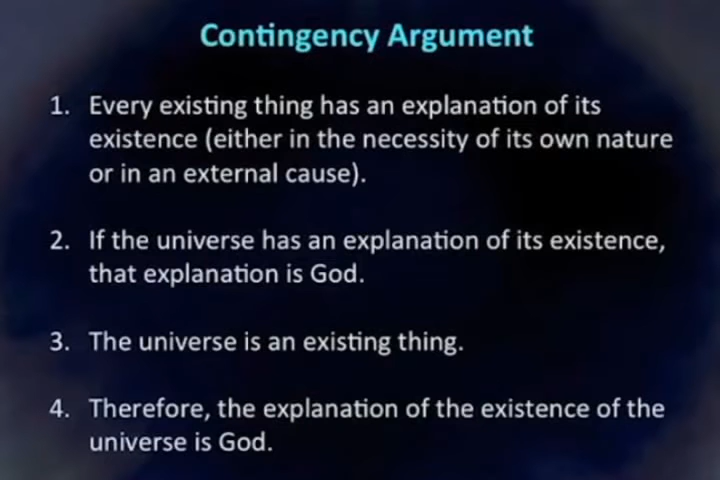 Contingency Argument
1. Every existing thing has an explanation of its
existence (either in the necessity of its own nature
or in an external cause).
2. If the universe has an explanation of its existence,
that explanation is God.
3. The universe is an existing thing.
4. Therefore, the explanation of the existence of the
universe is God.